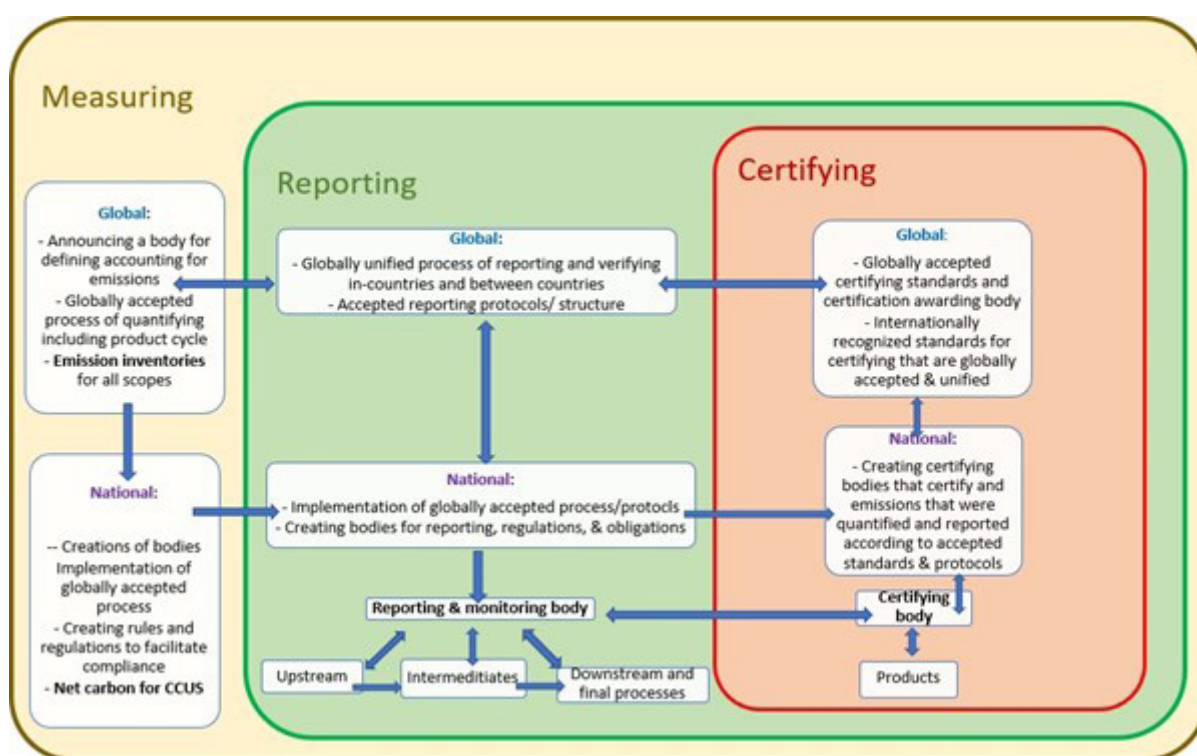 Measuring
Global:
- Announcing a body for
defining accounting for
emissions
- Globally accepted
process of quantifying
including product cycle
- Emission inventories
for all scopes
National:
-- Creations of bodies
Implementation of
globally accepted
process
- Creating rules and
regulations to facilitate
compliance
- Net carbon for CCUS
Reporting
Global:
- Globally unified process of reporting and verifying
in-countries and between countries
- Accepted reporting protocols/ structure
National:
- Implementation of globally accepted process/protocls
- Creating bodies for reporting, regulations, & obligations
Reporting & monitoring body
Upstream
Intermeditiates
Downstream and
final processes
Certifying
Global:
- Globally accepted
certifying standards and
certification awarding body
- Internationally
recognized standards for
certifying that are globally
accepted & unified
National:
- Creating certifying
bodies that certify and
emissions that were
quantified and reported
according to accepted
standards & protocols
Certifying
body
Products